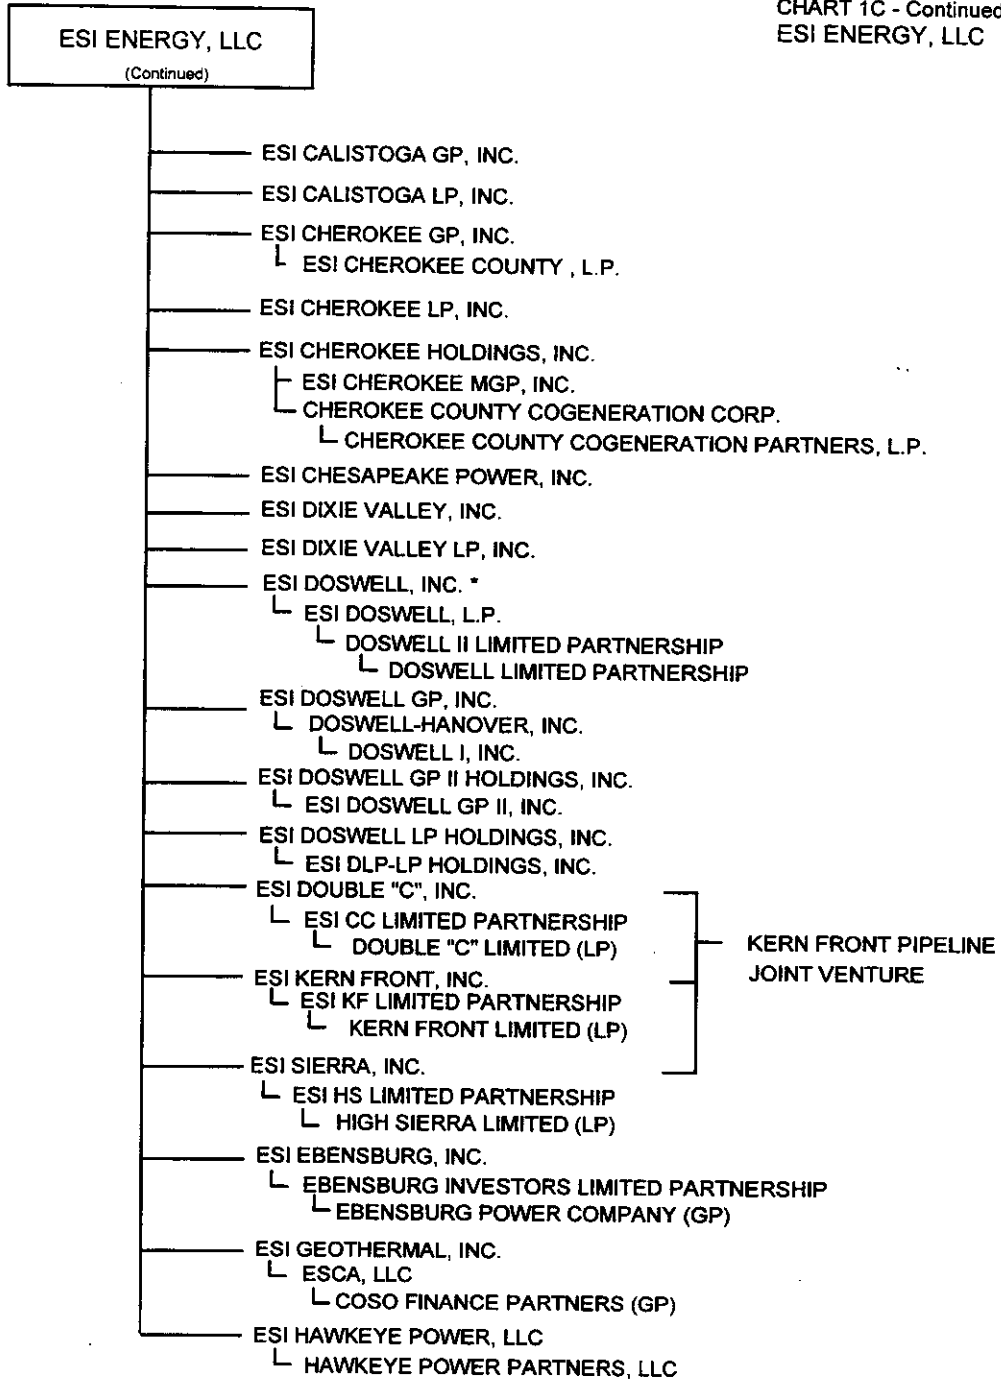 CHART 1C - Continued
ESI ENERGY, LLC
ESI ENERGY, LLC
(Continued)
ESI CALISTOGA GP, INC.
ESI CALISTOGA LP, INC.
ESI CHEROKEE GP, INC.
ESI CHEROKEE COUNTY , L.P.
ESI CHEROKEE LP, INC.
ESI CHEROKEE HOLDINGS, INC.
ESI CHEROKEE MGP, INC.
CHEROKEE COUNTY COGENERATION CORP.
CHEROKEE COUNTY COGENERATION PARTNERS, L.P.
ESI CHESAPEAKE POWER, INC.
ESI DIXIE VALLEY, INC.
ESI DIXIE VALLEY LP, INC.
ESI DOSWELL, INC. *
ESI DOSWELL, L.P.
DOSWELL II LIMITED PARTNERSHIP
DOSWELL LIMITED PARTNERSHIP
ESI DOSWELL GP, INC.
DOSWELL-HANOVER, INC.
DOSWELL I, INC.
ESI DOSWELL GP II HOLDINGS, INC.
ESI DOSWELL GP II, INC.
ESI DOSWELL LP HOLDINGS, INC.
ESI DLP-LP HOLDINGS, INC.
ESI DOUBLE "C", INC.
ESI CC LIMITED PARTNERSHIP
DOUBLE "C" LIMITED (LP)
KERN FRONT PIPELINE
JOINT VENTURE
ESI KERN FRONT, INC.
ESI KF LIMITED PARTNERSHIP
KERN FRONT LIMITED (LP)
ESI SIERRA, INC.
ESI HS LIMITED PARTNERSHIP
HIGH SIERRA LIMITED (LP)
ESI EBENSBURG, INC.
EBENSBURG INVESTORS LIMITED PARTNERSHIP
EBENSBURG POWER COMPANY (GP)
ESI GEOTHERMAL, INC.
ESCA, LLC
COSO FINANCE PARTNERS (GP)
ESI HAWKEYE POWER, LLC
HAWKEYE POWER PARTNERS, LLC